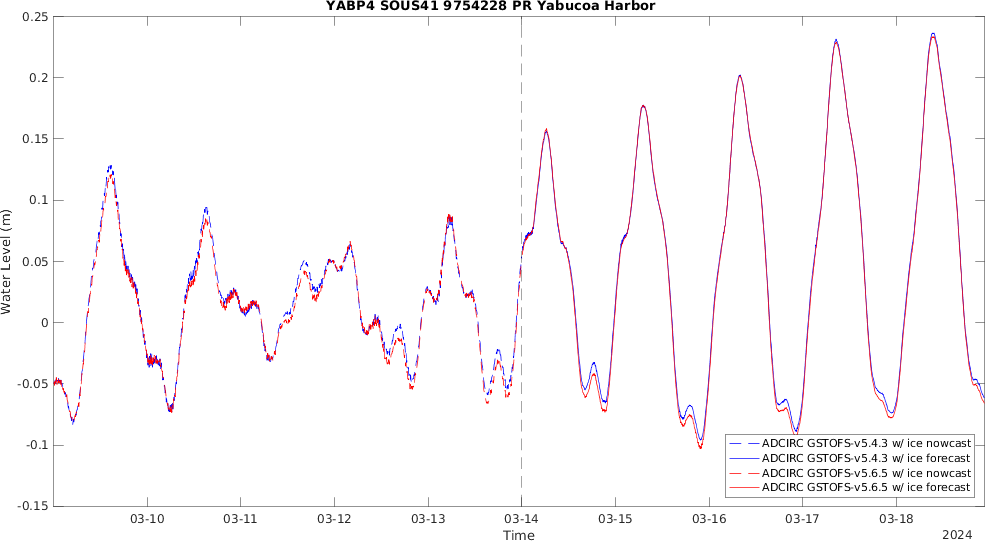 YABP4 SOUS41 9754228 PR Yabucoa Harbor
0.25
0.2
0.15
0.1
0.05
0
-0.05
-0.1
-0.15
Water Level (m)
03-10 03-11 03-12 03-13 03-14 03-15 03-16 03-17 03-18
Time
2024
ADCIRC GSTOFS-v5.4.3 w/ ice nowcast
ADCIRC GSTOFS-v5.4.3 w/ ice forecast
ADCIRC GSTOFS-v5.6.5 w/ ice nowcast
ADCIRC GSTOFS-v5.6.5 w/ ice forecast